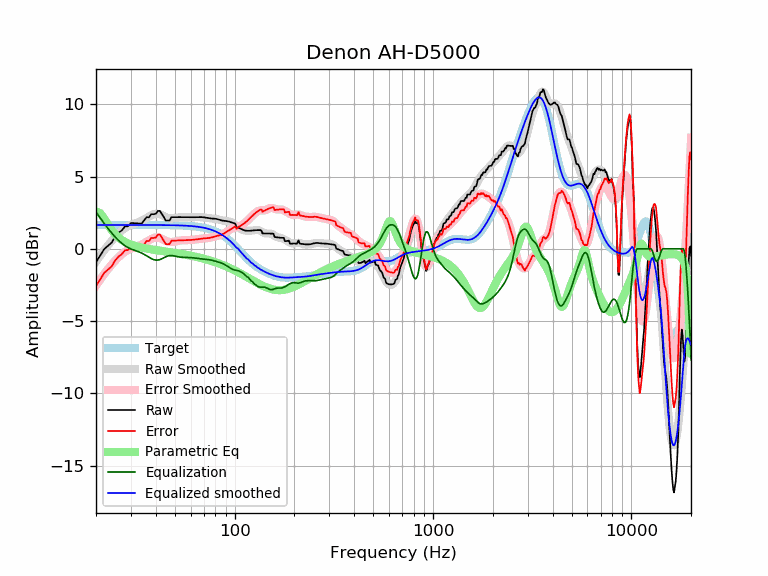 Denon AH-D5000
Amplitude (dBr)
10
5
0
−5
−10
−15
Target
Raw Smoothed
Error Smoothed
Raw
Error
Parametric Eq
Equalization
Equalized smoothed
100
1000
10000
Frequency (Hz)